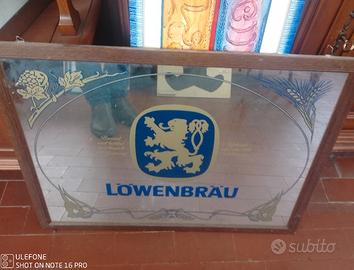 LÖWENBRÄU
ULEFONE
SHOT ON NOTE 16 PRO
subito